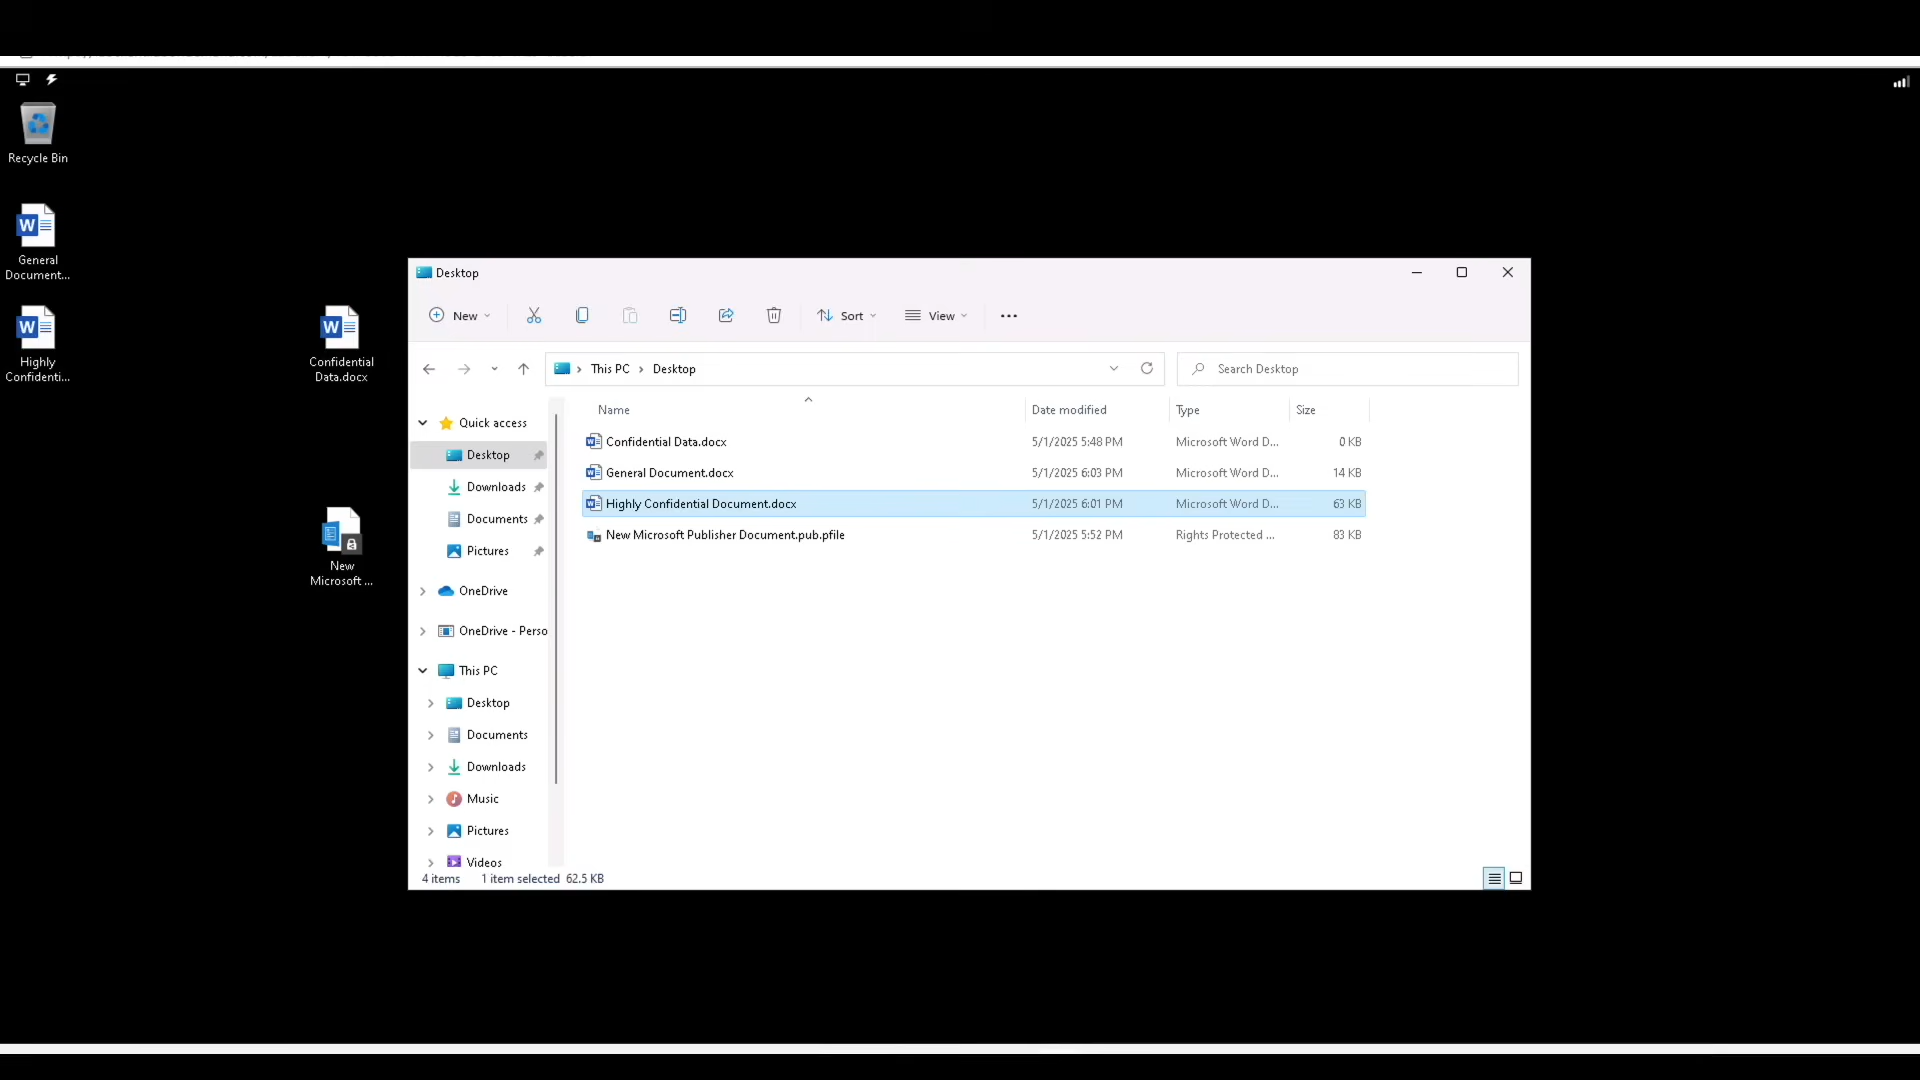 Recycle Bin
General
Document...
Highly
Confidenti...
Confidential
Data.docx
New
Microsoft ...
Desktop
New
Sort
View
This PC
Desktop
Search Desktop
Quick access
Desktop
Downloads
Documents
Pictures
OneDrive
OneDrive - Perso
This PC
Desktop
Documents
Downloads
Music
Pictures
Videos
Name Date modified Type Size
Confidential Data.docx 5/1/2025 5:48 PM Microsoft Word D... 0 KB
General Document.docx 5/1/2025 6:03 PM Microsoft Word D... 14 KB
Highly Confidential Document.docx 5/1/2025 6:01 PM Microsoft Word D... 63 KB
New Microsoft Publisher Document.pub.pfile 5/1/2025 5:52 PM Rights Protected ... 83 KB
4 items 1 item selected 62.5 KB